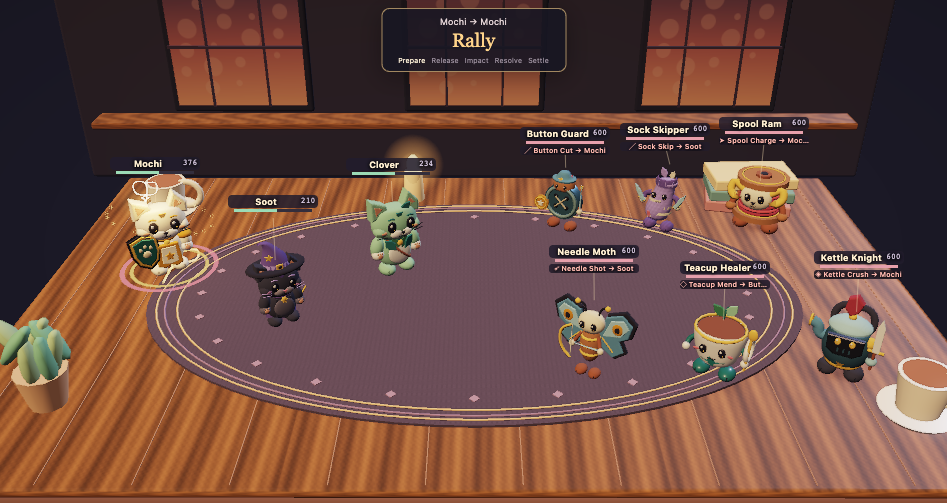 Mochi → Mochi
Rally
Prepare Release Impact Resolve Settle
Button Guard 600
Button Cut → Mochi
Sock Skipper 600
Sock Skip → Soot
Spool Ram 600
Spool Charge → Moc...
Mochi 376
Clover 234
Soot 210
Needle Moth 600
Needle Shot → Soot
Teacup Healer 600
Teacup Mend → But...
Kettle Knight 600
Kettle Crush → Mochi